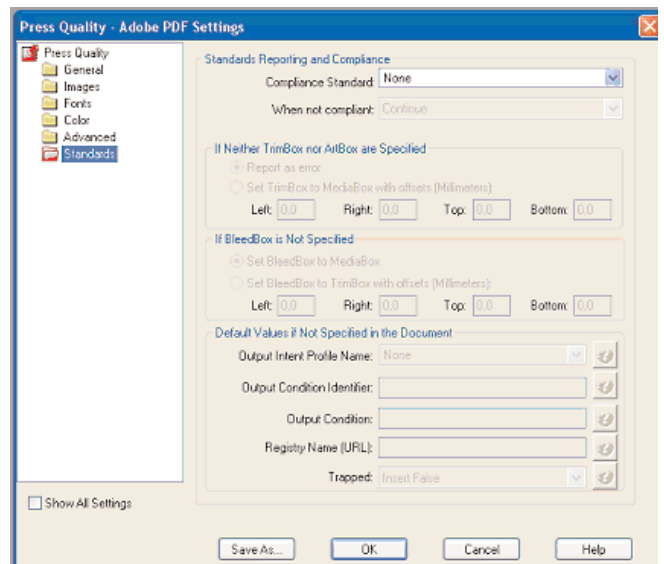 Press Quality - Adobe PDF Settings
Press Quality
General
Images
Fonts
Color
Advanced
Standards
Show All Settings
Standards Reporting and Compliance
Compliance Standard: None
When not compliant: Continue
If Neither TrimBox nor ArtBox are Specified
Report as error
Set TrimBox to MediaBox with offsets (Millimeters)
Left: 0.0 Right: 0.0 Top: 0.0 Bottom: 0.0
If BleedBox is Not Specified
Set BleedBox to MediaBox
Set BleedBox to TrimBox with offsets (Millimeters):
Left: 0.0 Right: 0.0 Top: 0.0 Bottom: 0.0
Default Values if Not Specified in the Document
Output Intent Profile Name: None
Output Condition Identifier:
Output Condition:
Registry Name (URL):
Trapped: Insert False
Save As... OK Cancel Help